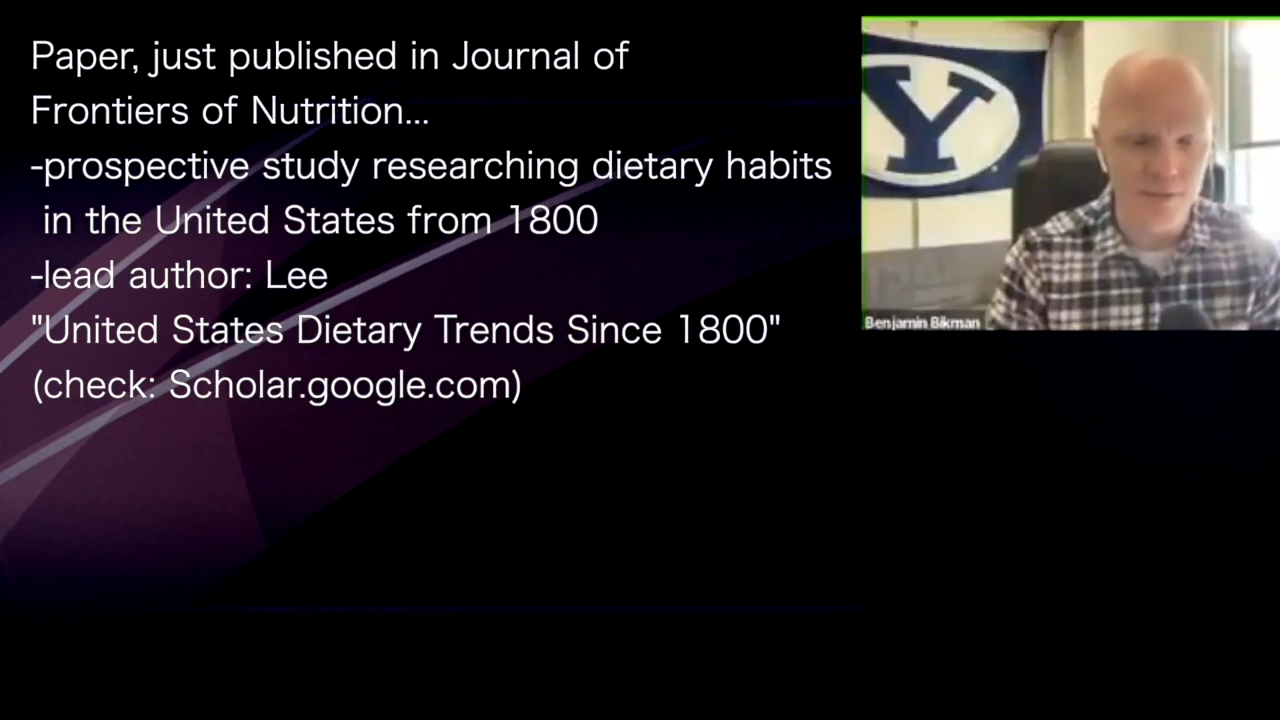 Paper, just published in Journal of
Frontiers of Nutrition...
-prospective study researching dietary habits
in the United States from 1800
-lead author: Lee
"United States Dietary Trends Since 1800"
(check: Scholar.google.com)
Y
Benjamin Bikman